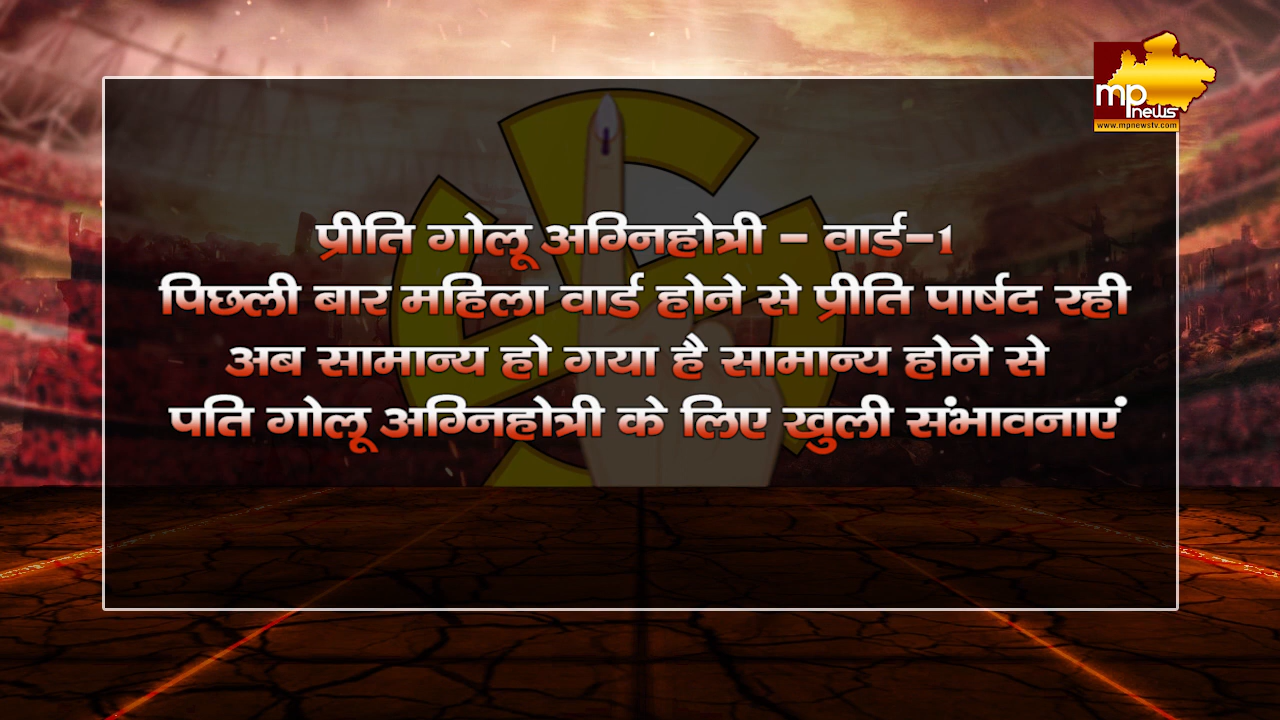 mp
news
www.mpnewstv.com
प्रीति गोलू अग्निहोत्री - वार्ड-1
पिछली बार महिला वार्ड होने से प्रीति पार्षद रही
अब सामान्य हो गया है सामान्य होने से
पति गोलू अग्निहोत्री के लिए खुली संभावनाएं